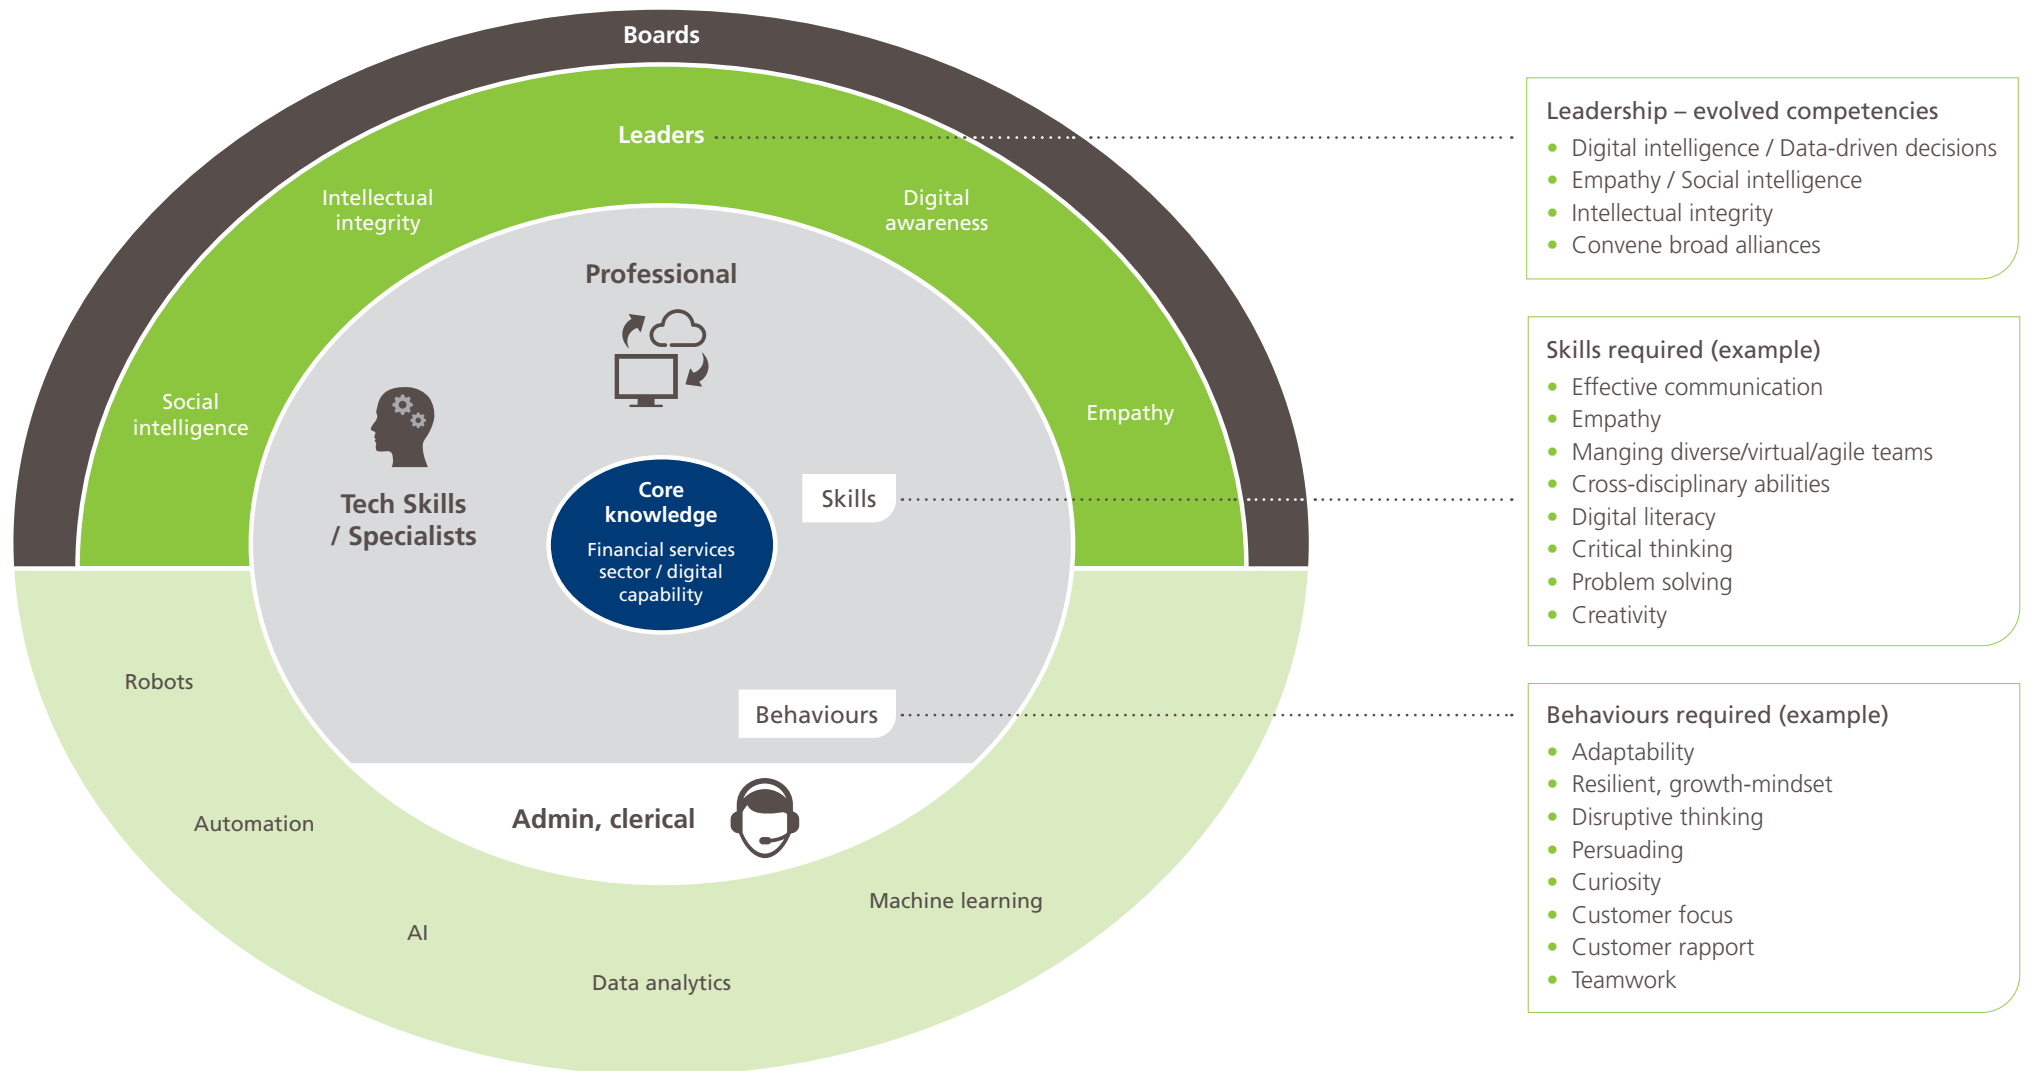 Boards
Leaders
Intellectual
integrity
Digital
awareness
Social
intelligence
Empathy
Professional
Tech Skills
/ Specialists
Core
knowledge
Financial services
sector / digital
capability
Skills
Behaviours
Admin, clerical
Robots
Automation
AI
Data analytics
Machine learning
Leadership – evolved competencies
• Digital intelligence / Data-driven decisions
• Empathy / Social intelligence
• Intellectual integrity
• Convene broad alliances
Skills required (example)
• Effective communication
• Empathy
• Manging diverse/virtual/agile teams
• Cross-disciplinary abilities
• Digital literacy
• Critical thinking
• Problem solving
• Creativity
Behaviours required (example)
• Adaptability
• Resilient, growth-mindset
• Disruptive thinking
• Persuading
• Curiosity
• Customer focus
• Customer rapport
• Teamwork